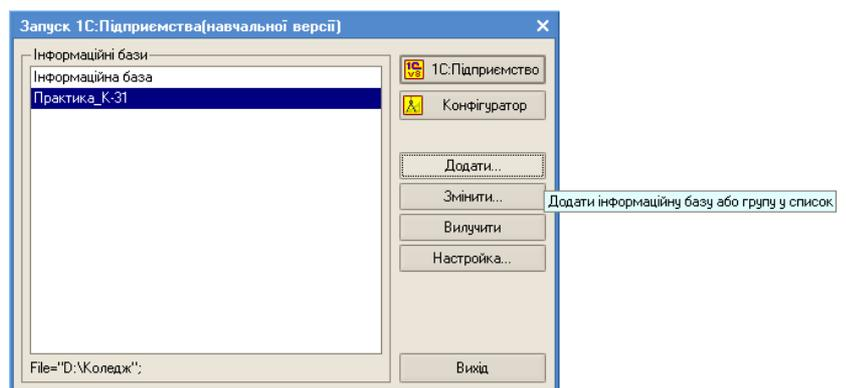 Запуск 1С:Підприємства(навчальної версії)
Інформаційні бази
Інформаційна база
Практика_К-31
1С:Підприємство
Конфігуратор
Додати...
Змінити...
Додати інформаційну базу або групу у список
Вилучити
Настройка...
File="D:\Коледж";
Вихід